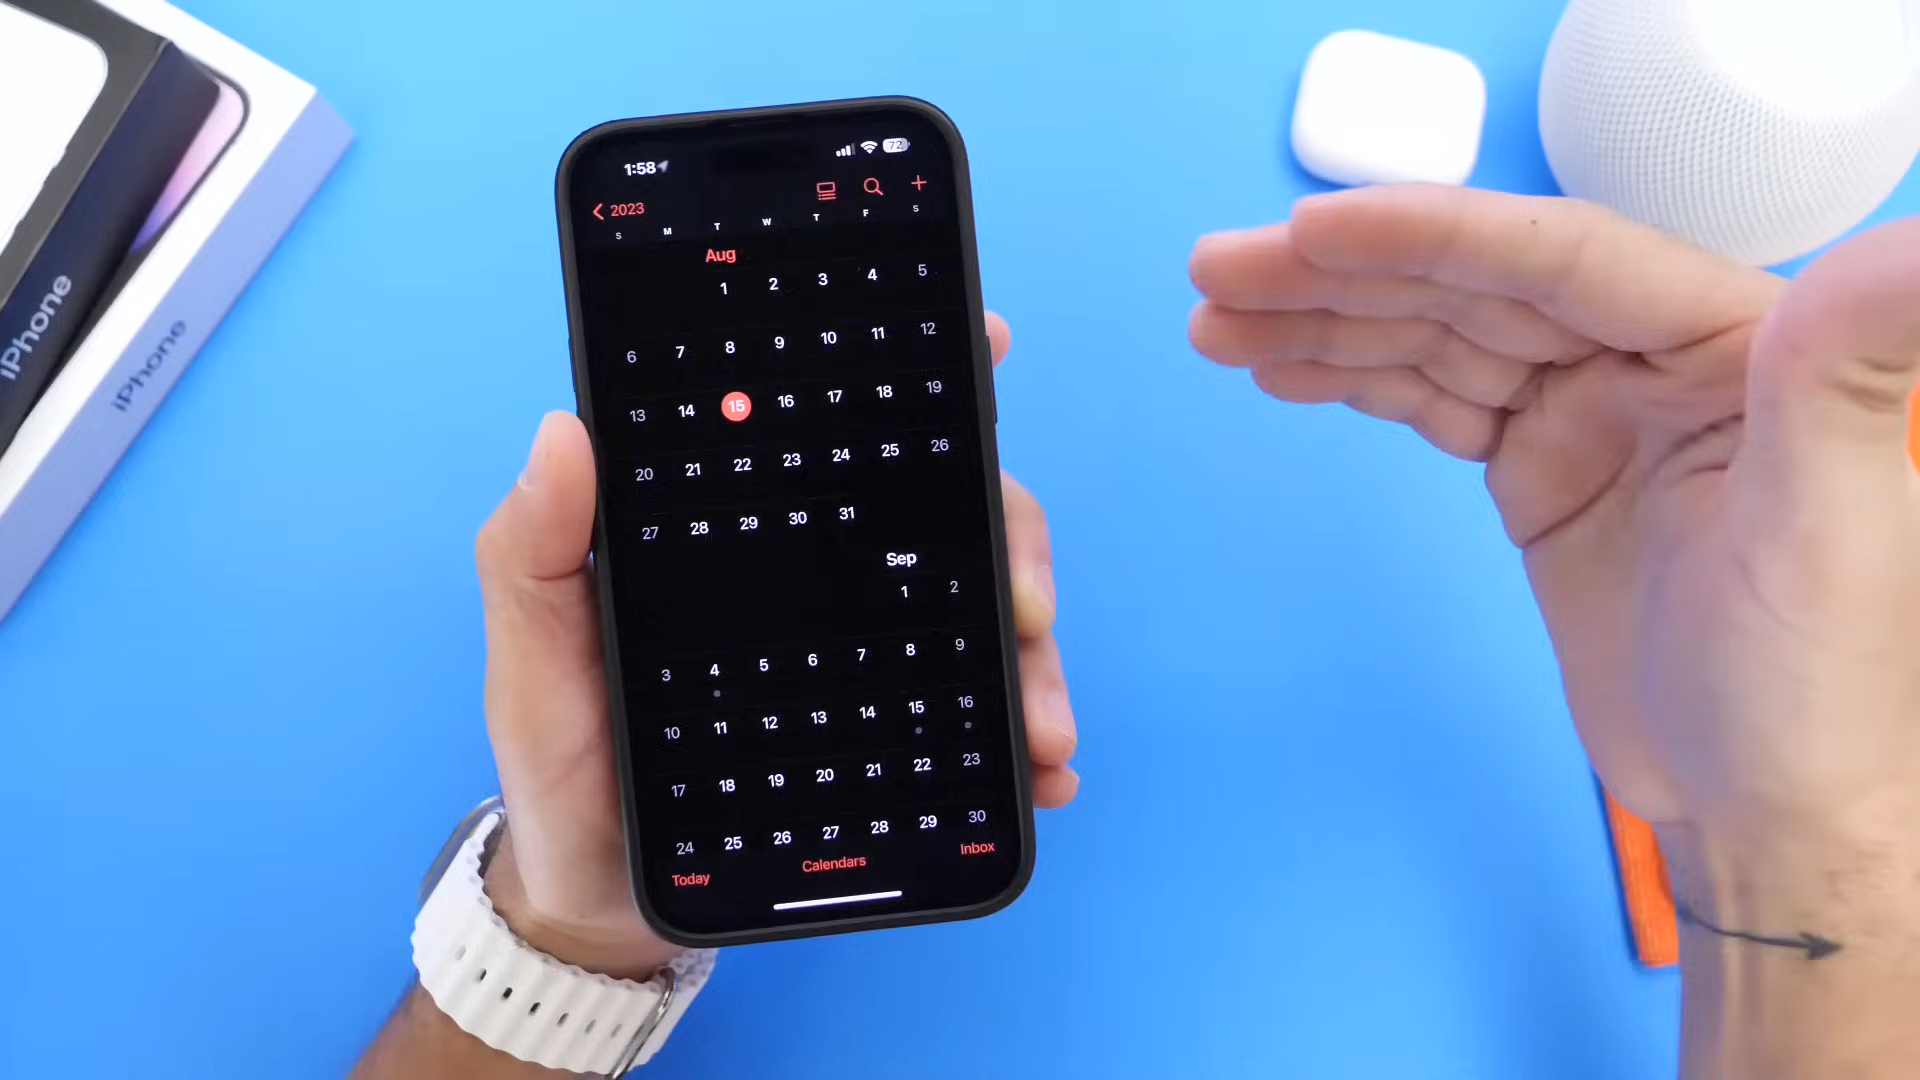 iPhone
iPhone
1:58
72
2023
S M T W T F S
Aug
1 2 3 4 5
6 7 8 9 10 11 12
13 14 15 16 17 18 19
20 21 22 23 24 25 26
27 28 29 30 31
Sep
1 2
3 4 5 6 7 8 9
10 11 12 13 14 15 16
17 18 19 20 21 22 23
24 25 26 27 28 29 30
Today Calendars Inbox